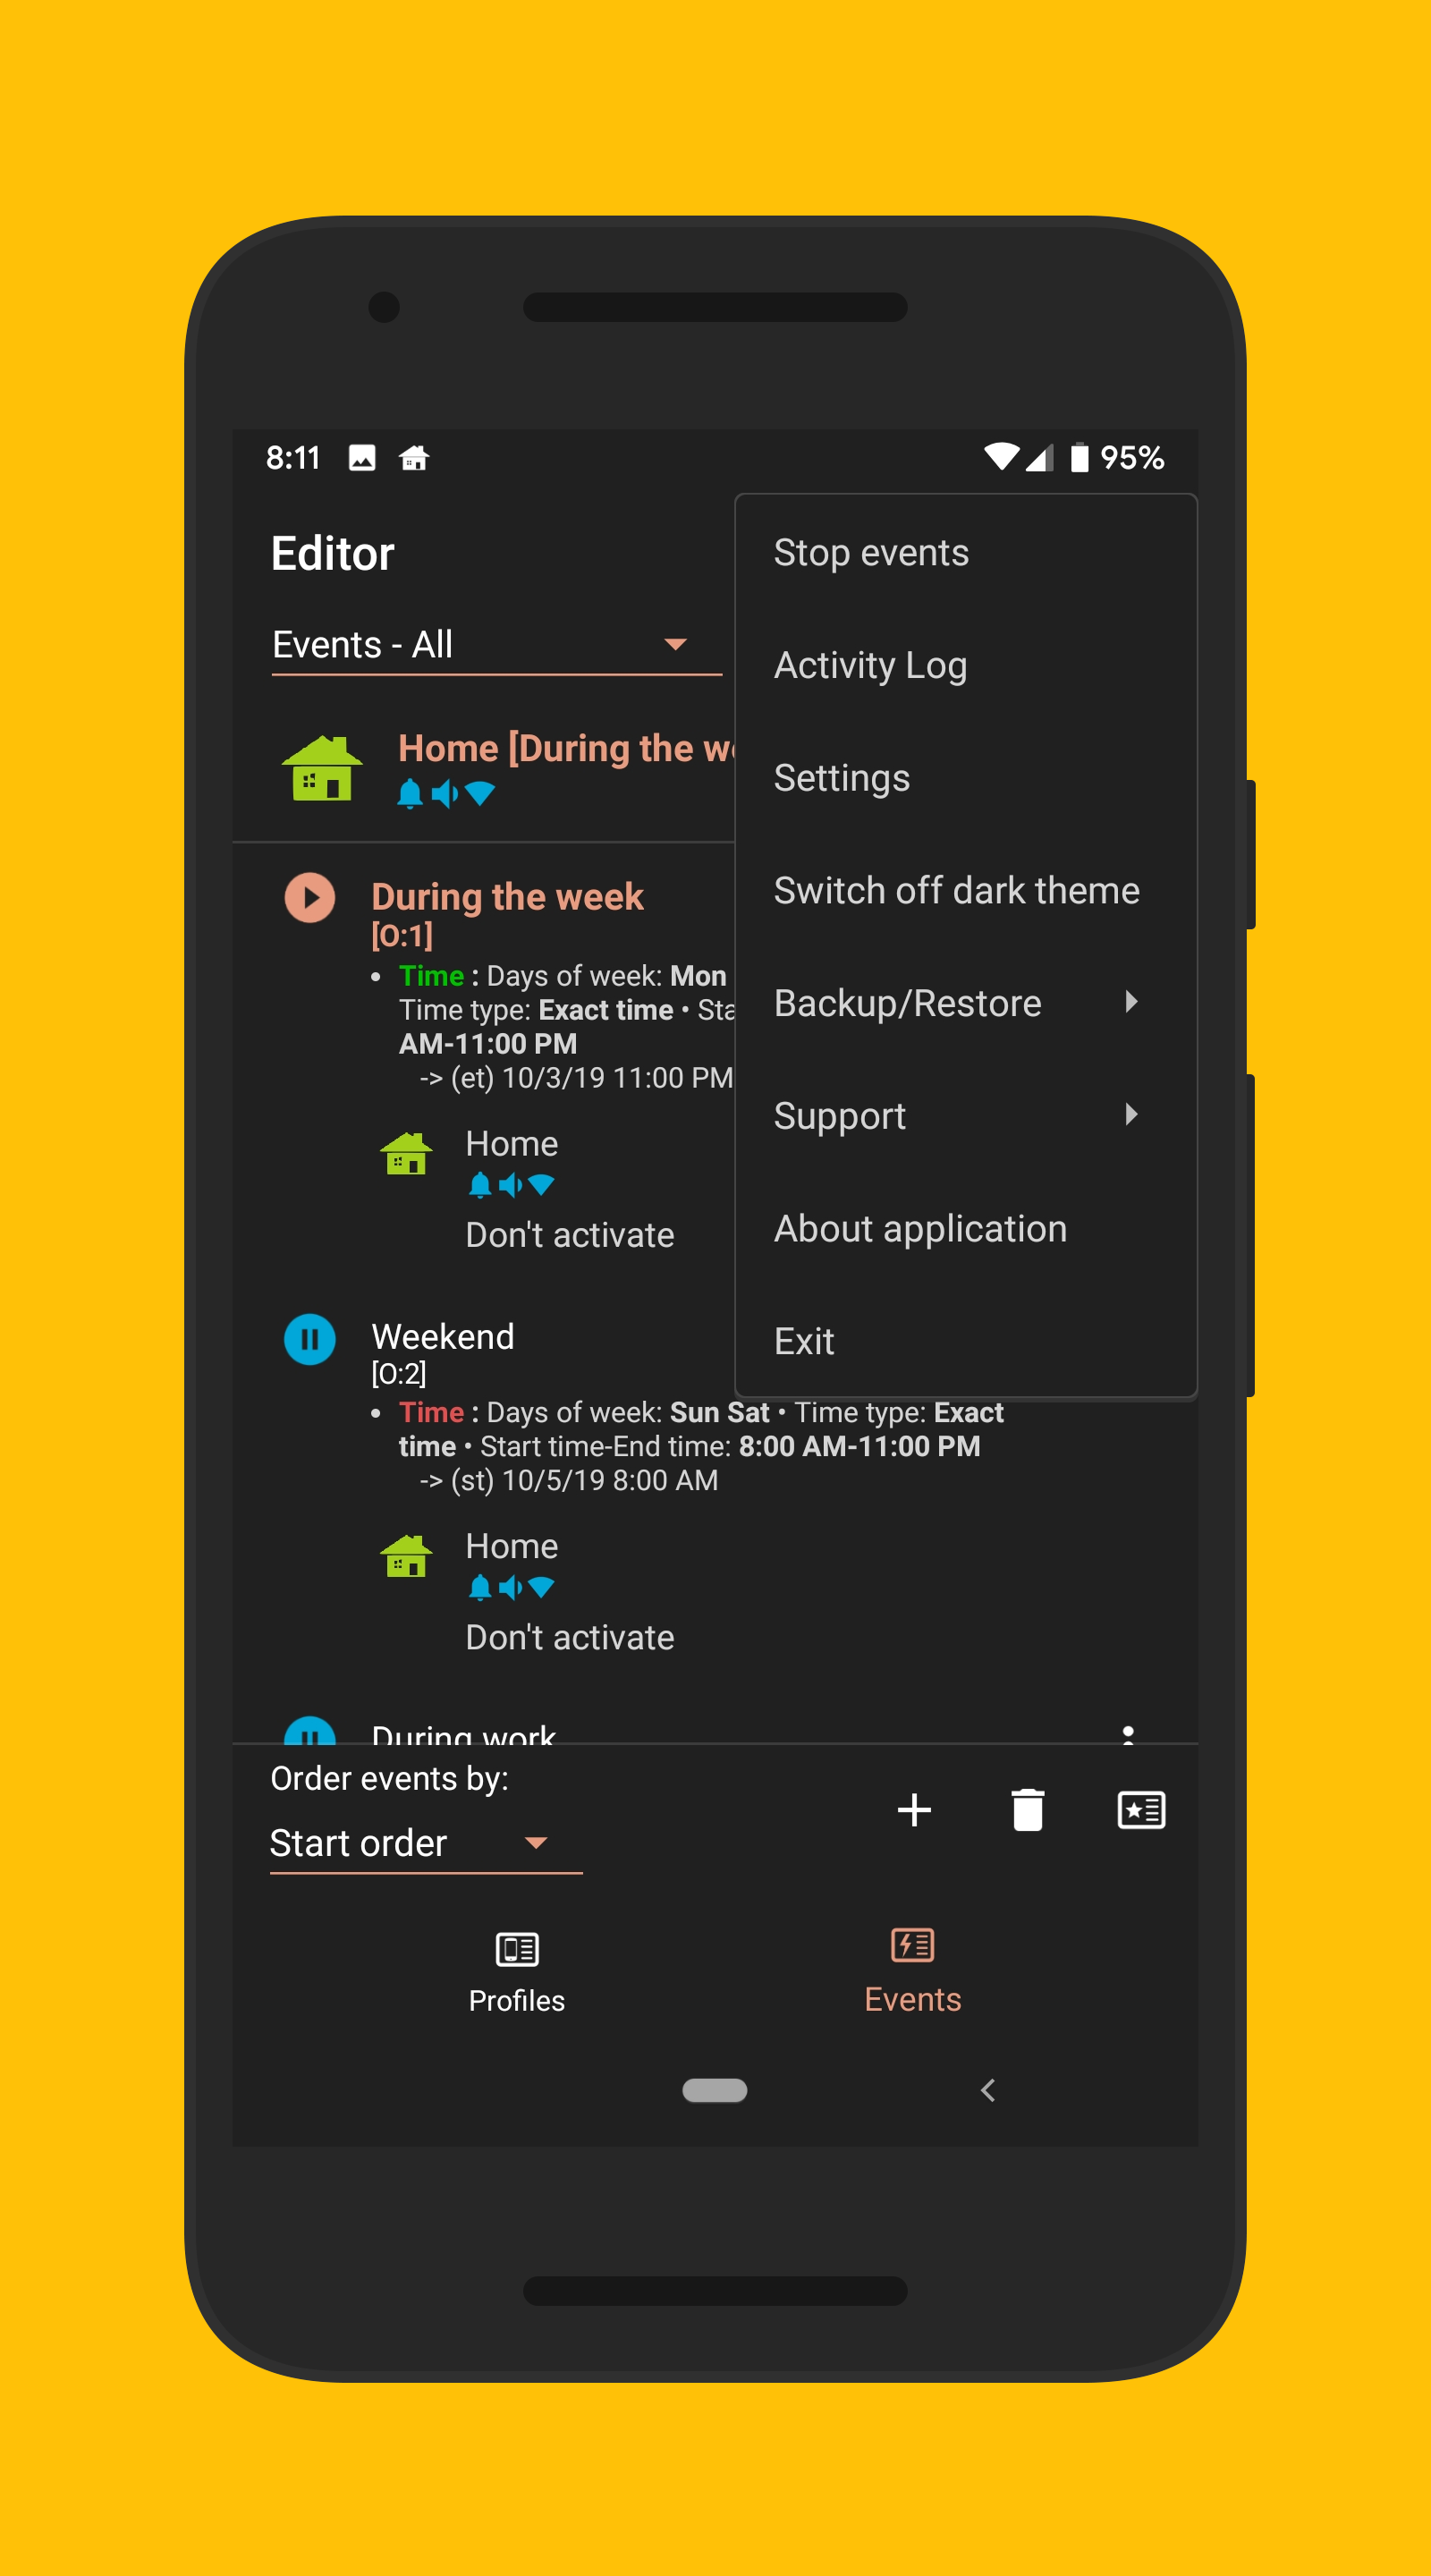 8:11
95%
Editor
Events - All
Home [During the w
During the week
[O:1]
• Time : Days of week: Mon
Time type: Exact time • Sta
AM-11:00 PM
-> (et) 10/3/19 11:00 PM
Home
Don't activate
Weekend
[O:2]
• Time : Days of week: Sun Sat • Time type: Exact
time • Start time-End time: 8:00 AM-11:00 PM
-> (st) 10/5/19 8:00 AM
Home
Don't activate
During work
Stop events
Activity Log
Settings
Switch off dark theme
Backup/Restore
Support
About application
Exit
Order events by:
Start order
Profiles
Events